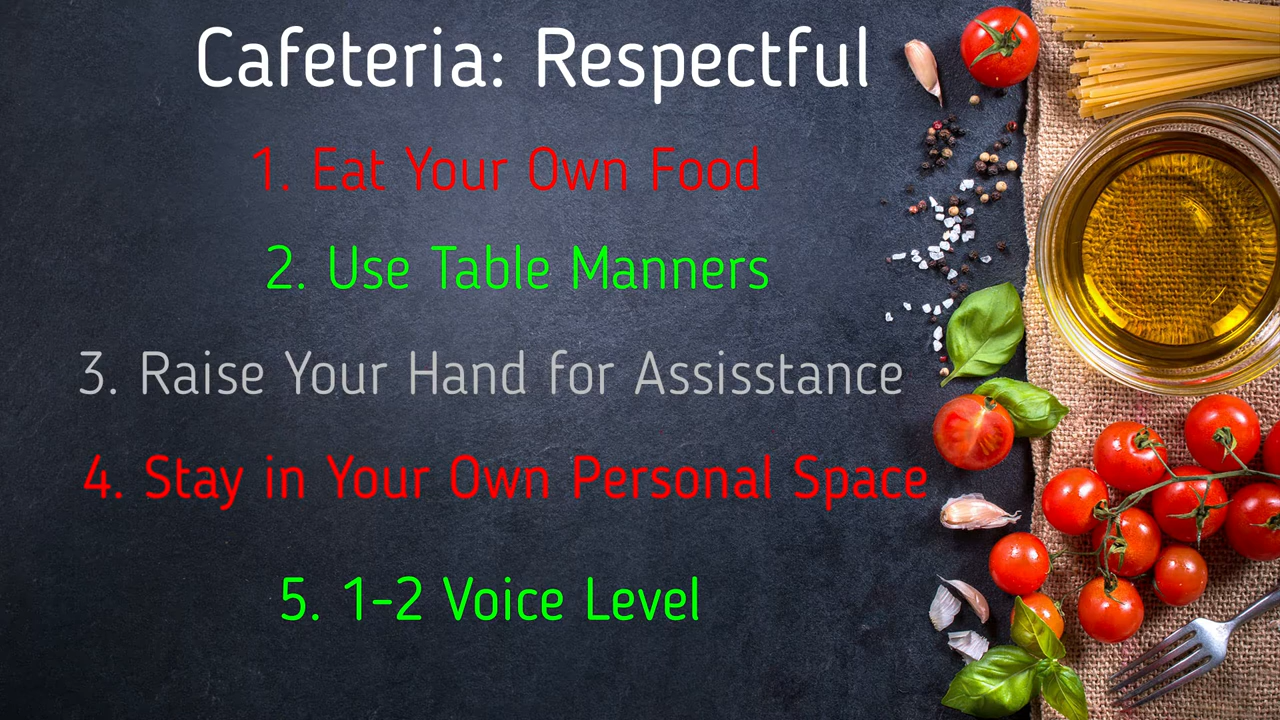 Cafeteria: Respectful
1. Eat Your Own Food
2. Use Table Manners
3. Raise Your Hand for Assisstance
4. Stay in Your Own Personal Space
5. 1-2 Voice Level